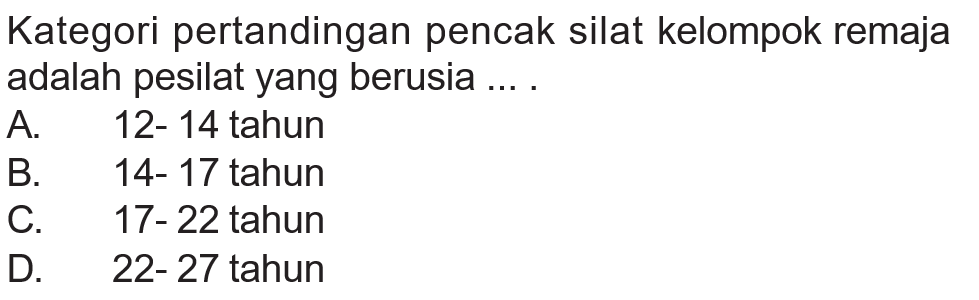 Kategori pertandingan pencak silat kelompok remaja
adalah pesilat yang berusia ... .
A. 12- 14 tahun
B. 14- 17 tahun
C. 17- 22 tahun
D. 22- 27 tahun